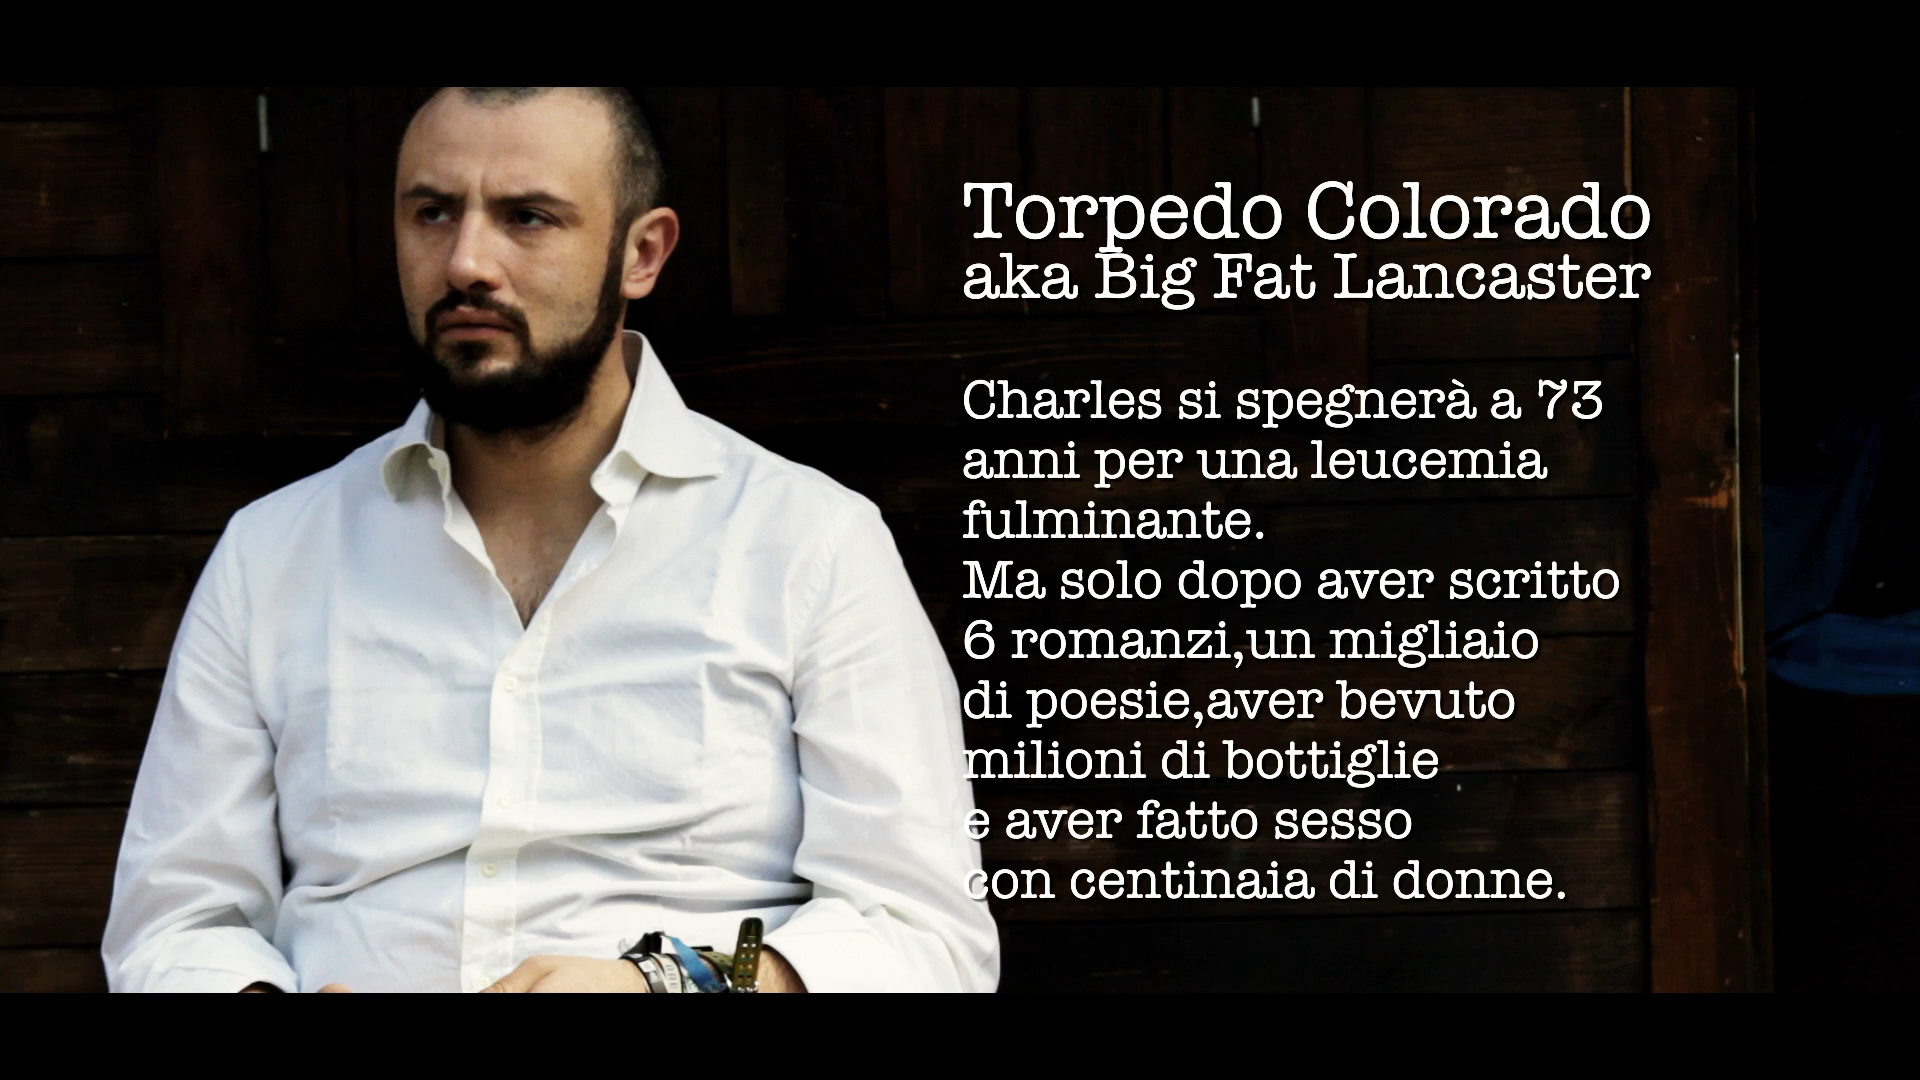 Torpedo Colorado
aka Big Fat Lancaster
Charles si spegnerà a 73
anni per una leucemia
fulminante.
Ma solo dopo aver scritto
6 romanzi,un migliaio
di poesie,aver bevuto
milioni di bottiglie
e aver fatto sesso
con centinaia di donne.